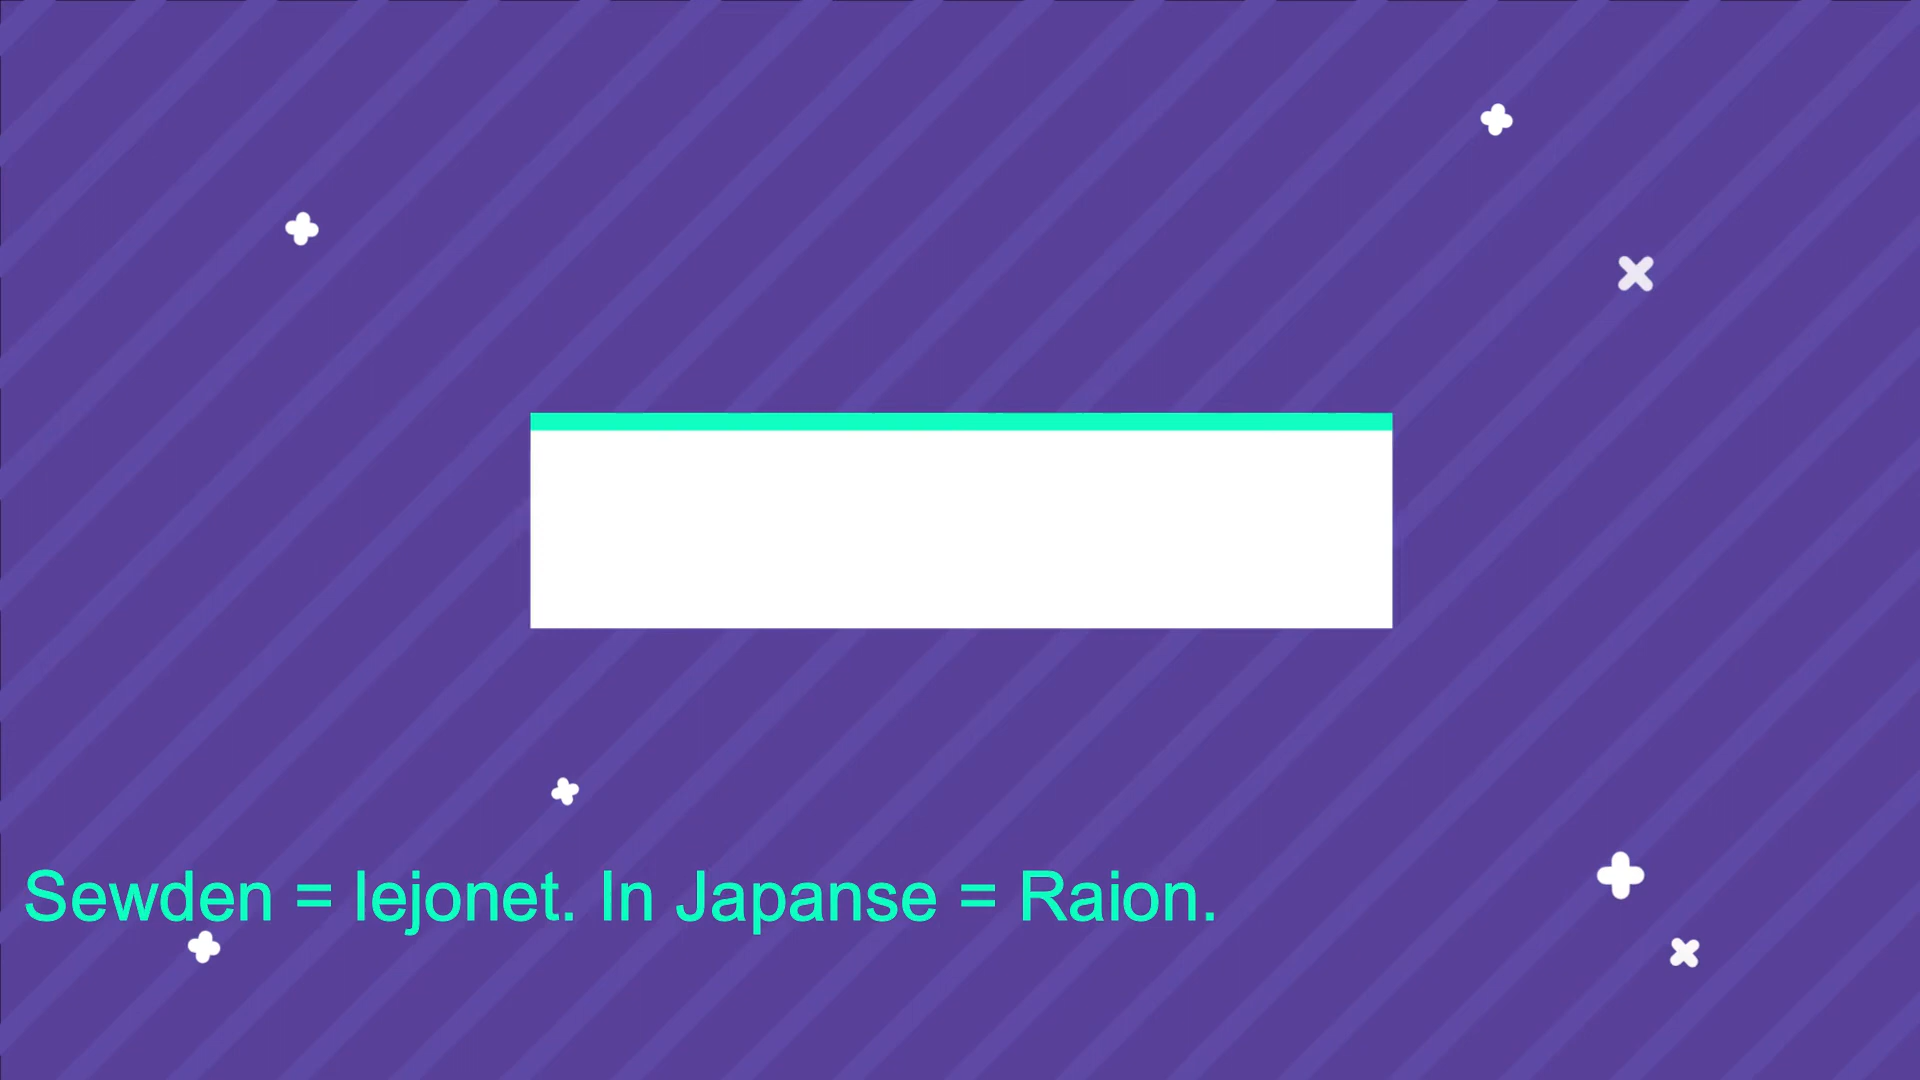 Sewden = lejonet. In Japanse = Raion.